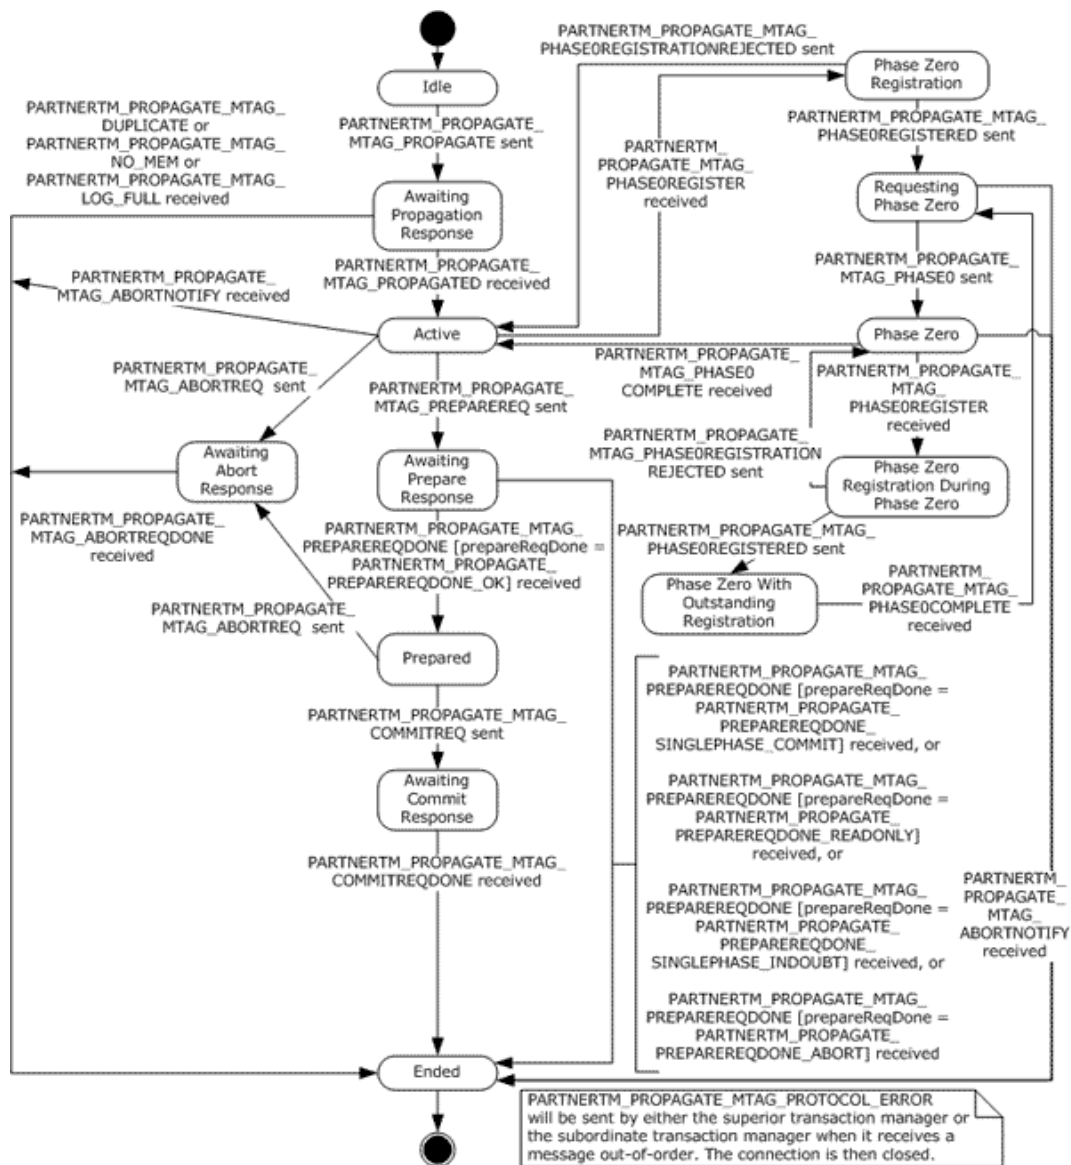 PARTNERTM_PROPAGATE_MTAG_
PHASE0REGISTRATIONREJECTED sent
Phase Zero
Registration
Idle
PARTNERTM_PROPAGATE_MTAG_
DUPLICATE or
PARTNERTM_PROPAGATE_MTAG_
NO_MEM or
PARTNERTM_PROPAGATE_MTAG_
LOG_FULL received
PARTNERTM_PROPAGATE_
MTAG_PROPAGATE sent
PARTNERTM_
PROPAGATE_MTAG_
PHASE0REGISTER
received
PARTNERTM_PROPAGATE_MTAG_
PHASE0REGISTERED sent
Awaiting
Propagation
Response
Requesting
Phase Zero
PARTNERTM_PROPAGATE_
MTAG_PROPAGATED received
PARTNERTM_PROPAGATE_
MTAG_PHASE0 sent
PARTNERTM_PROPAGATE_
MTAG_ABORTNOTIFY received
Active
Phase Zero
PARTNERTM_PROPAGATE_
MTAG_ABORTREQ sent
PARTNERTM_PROPAGATE_
MTAG_PREPAREREQ sent
PARTNERTM_PROPAGATE_
MTAG_PHASE0
COMPLETE received
PARTNERTM_PROPAGATE_
MTAG_
PHASE0REGISTER
received
PARTNERTM_PROPAGATE_
MTAG_PHASE0REGISTRATION
REJECTED sent
Awaiting
Abort
Response
Awaiting
Prepare
Response
Phase Zero
Registration During
Phase Zero
PARTNERTM_PROPAGATE_
MTAG_ABORTREQDONE
received
PARTNERTM_PROPAGATE_MTAG_
PREPAREREQDONE [prepareReqDone =
PARTNERTM_PROPAGATE_
PREPAREREQDONE_OK] received
PARTNERTM_PROPAGATE_MTAG_
PHASE0REGISTERED sent
Phase Zero With
Outstanding
Registration
PARTNERTM_
PROPAGATE_MTAG_
PHASE0COMPLETE
received
PARTNERTM_PROPAGATE_
MTAG_ABORTREQ sent
Prepared
PARTNERTM_PROPAGATE_MTAG_
COMMITREQ sent
Awaiting
Commit
Response
PARTNERTM_PROPAGATE_MTAG_
COMMITREQDONE received
PARTNERTM_PROPAGATE_MTAG_
PREPAREREQDONE [prepareReqDone =
PARTNERTM_PROPAGATE_
PREPAREREQDONE_
SINGLEPHASE_COMMIT] received, or
PARTNERTM_PROPAGATE_MTAG_
PREPAREREQDONE [prepareReqDone =
PARTNERTM_PROPAGATE_
PREPAREREQDONE_READONLY]
received, or
PARTNERTM_PROPAGATE_MTAG_
PREPAREREQDONE [prepareReqDone =
PARTNERTM_PROPAGATE_
PREPAREREQDONE_
SINGLEPHASE_INDOUBT] received, or
PARTNERTM_PROPAGATE_MTAG_
PREPAREREQDONE [prepareReqDone =
PARTNERTM_PROPAGATE_
PREPAREREQDONE_ABORT] received
PARTNERTM_
PROPAGATE_
MTAG_
ABORTNOTIFY
received
Ended
PARTNERTM_PROPAGATE_MTAG_PROTOCOL_ERROR
will be sent by either the superior transaction manager or
the subordinate transaction manager when it receives a
message out-of-order. The connection is then closed.